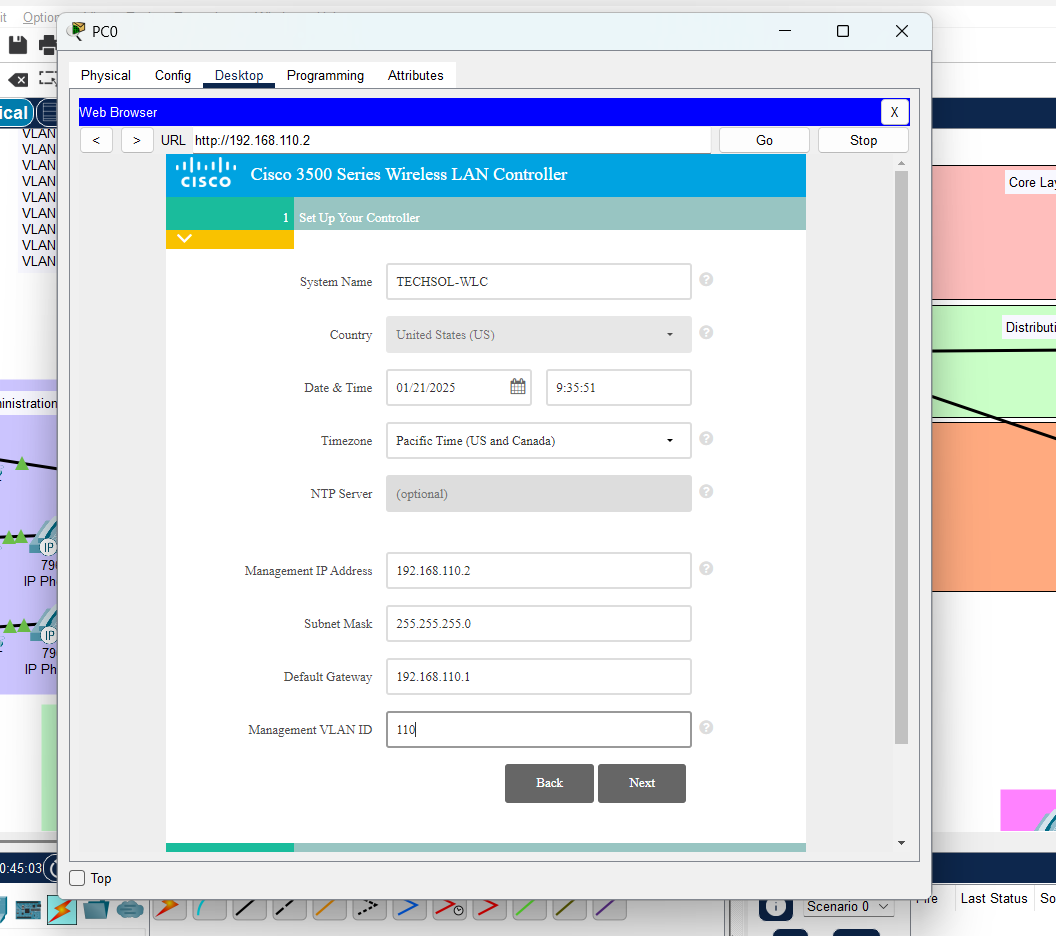 PC0
Physical Config Desktop Programming Attributes
Web Browser
X
< > URL http://192.168.110.2 Go Stop
CISCO Cisco 3500 Series Wireless LAN Controller
1 Set Up Your Controller
System Name TECHSOL-WLC ?
Country United States (US) ?
Date & Time 01/21/2025 9:35:51
Timezone Pacific Time (US and Canada) ?
NTP Server (optional) ?
Management IP Address 192.168.110.2 ?
Subnet Mask 255.255.255.0
Default Gateway 192.168.110.1
Management VLAN ID 110 ?
Back Next
Top
VLAN
VLAN
VLAN
VLAN
VLAN
VLAN
VLAN
VLAN
VLAN
IP
IP Ph
IP
IP Ph
Core Lay
Distributi
0:45:03
Scenario 0
Last Status